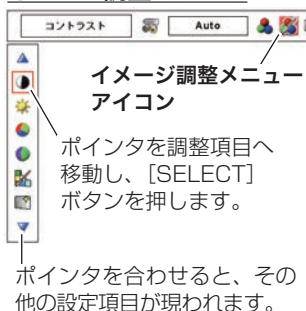 コントラスト
Auto
イメージ調整メニュー
アイコン
ポインタを調整項目へ
移動し、［SELECT］
ボタンを押します。
ポインタを合わせると、その
他の設定項目が現われます。